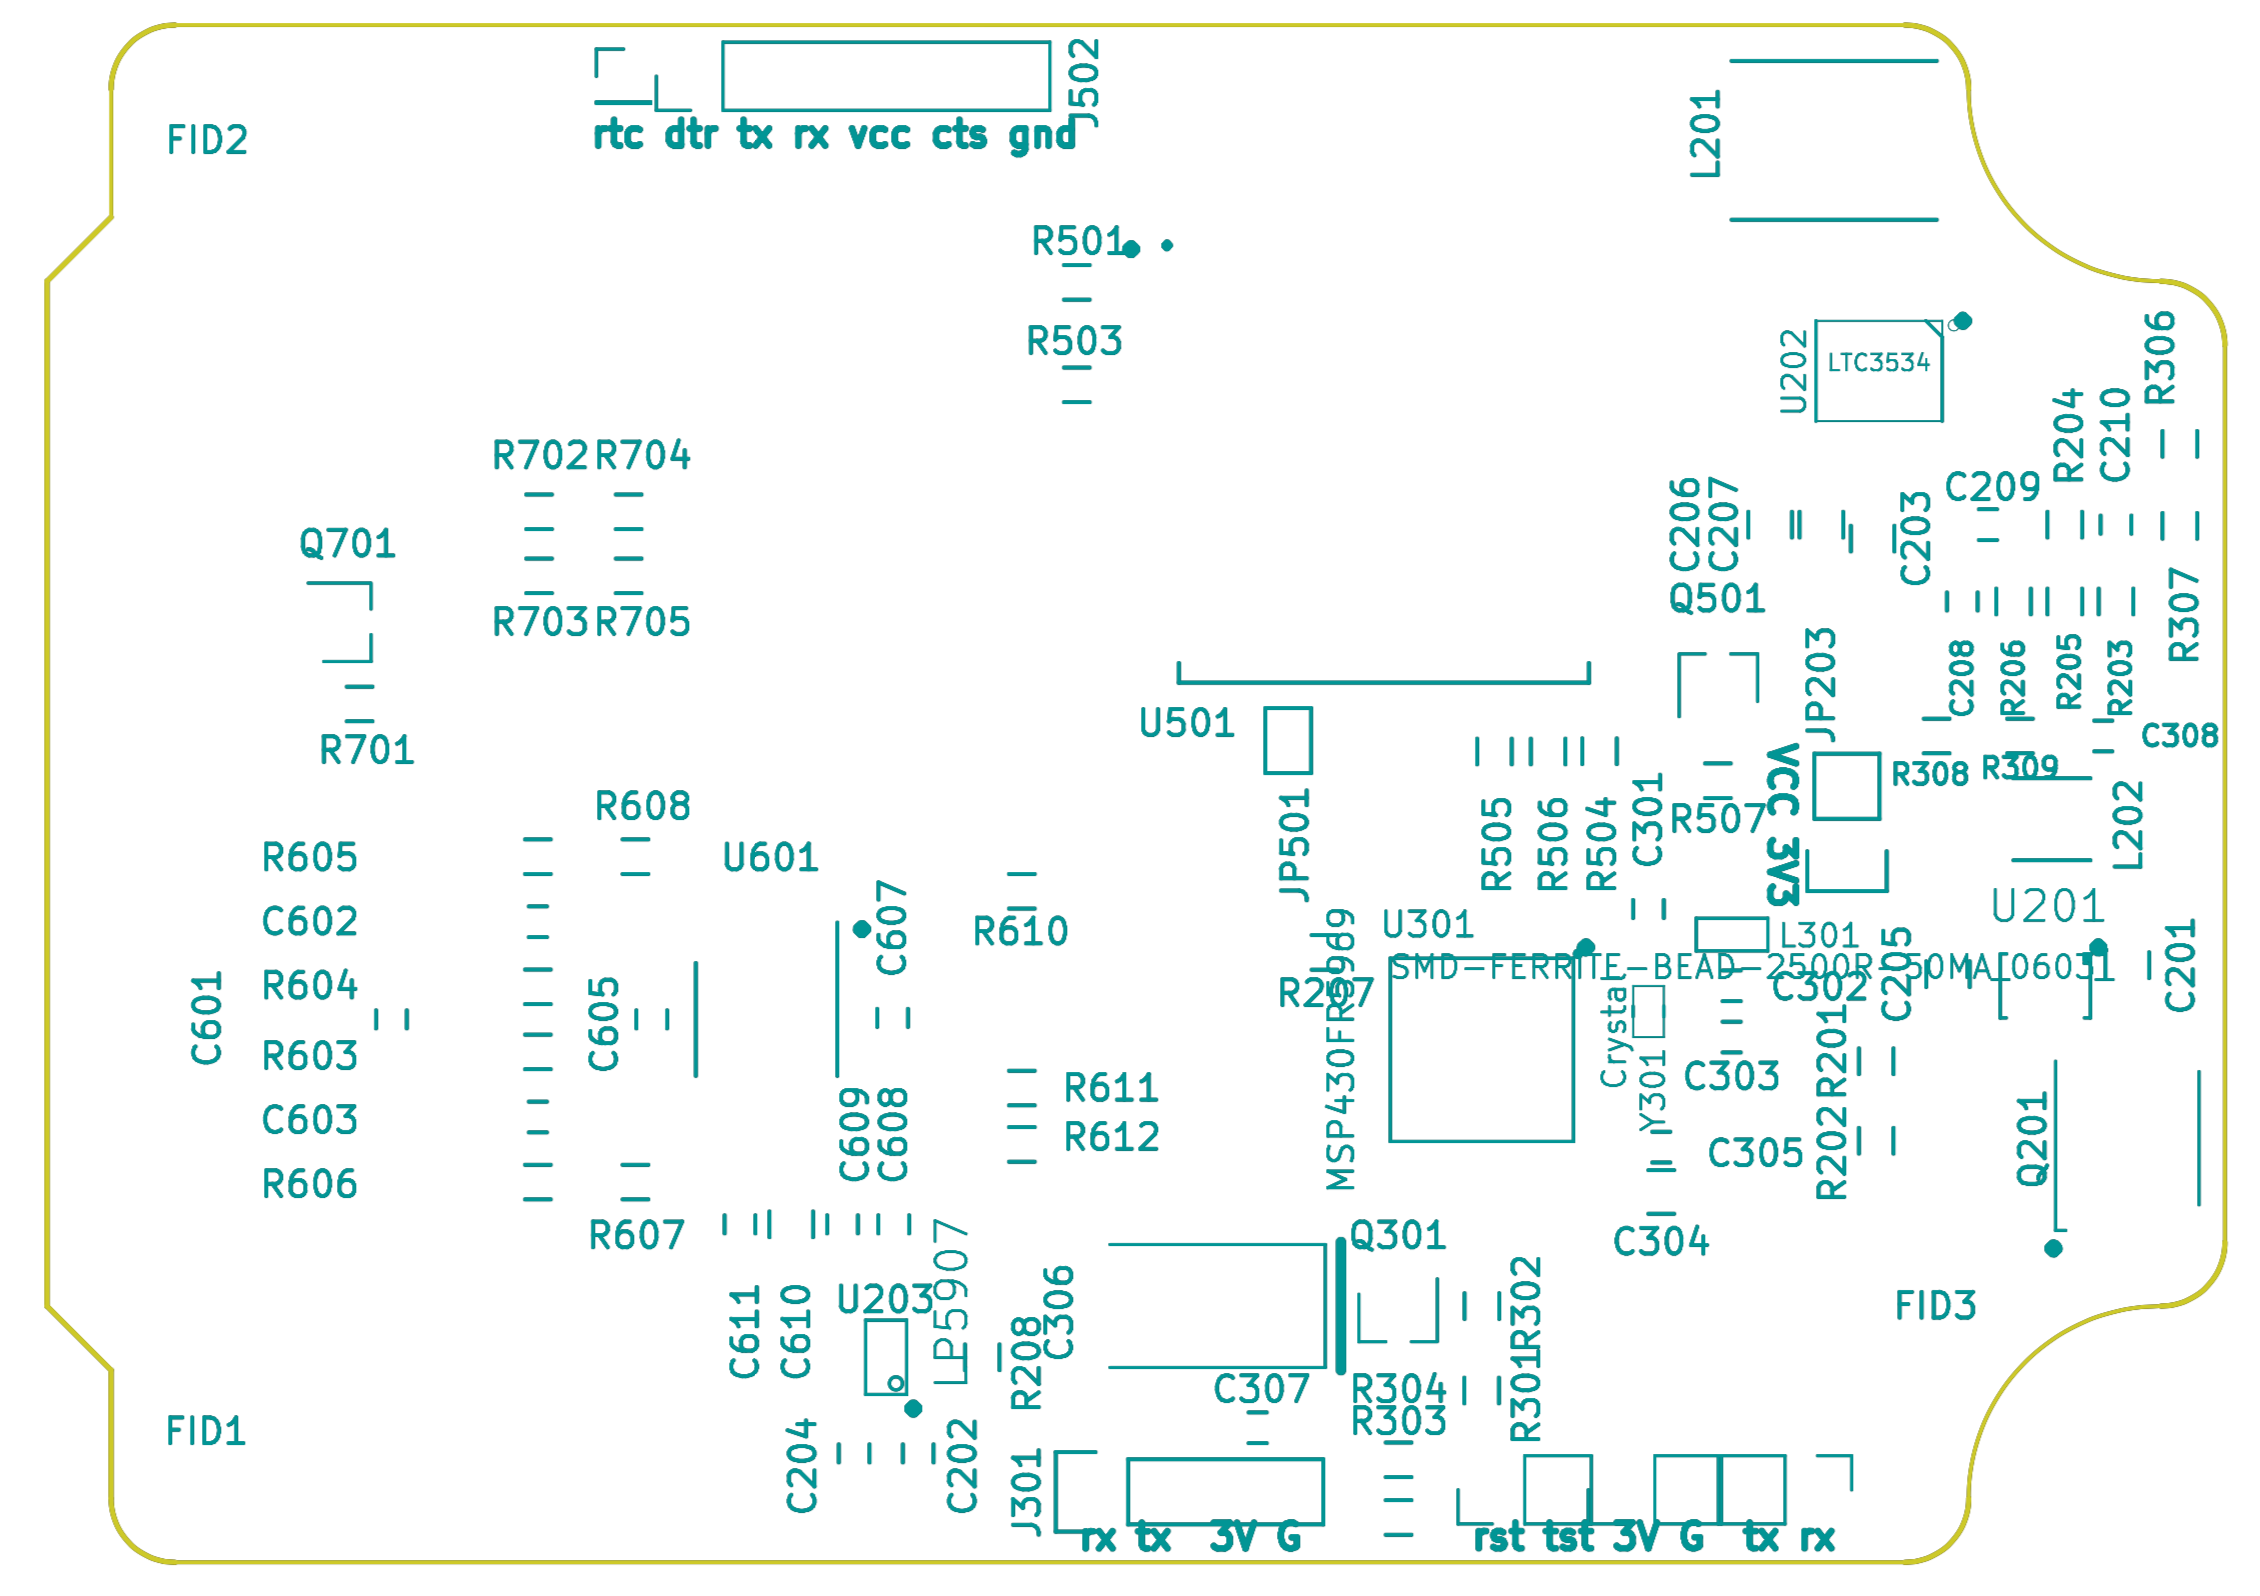 J502
rtc dtr tx rx vcc cts gnd
FID2
L201
R501
R503
U202
LTC3534
R306
R702
R704
R204
C210
C209
C206
C207
C203
Q701
Q501
R703
R705
R307
C208
R206
R205
R203
JP203
U501
R701
C308
R308
R309
VCC 3V3
R608
R507
C301
JP501
R505
R506
R504
L202
R605
U601
C607
C602
R610
U301
U201
L301
SMD-FERRITE-BEAD-2500R-50MA[0603]
R604
R207
C302
C205
C201
C601
C605
MSP430FR5969
Crystal
Y301
R603
C303
R201
R611
C603
C609
C608
R612
C305
R202
Q201
R606
R607
Q301
C304
LP5907
U203
C306
R302
FID3
C611
C610
R208
C307
R304
R301
R303
FID1
C204
C202
J301
rx tx 3V G
rst tst 3V G tx rx